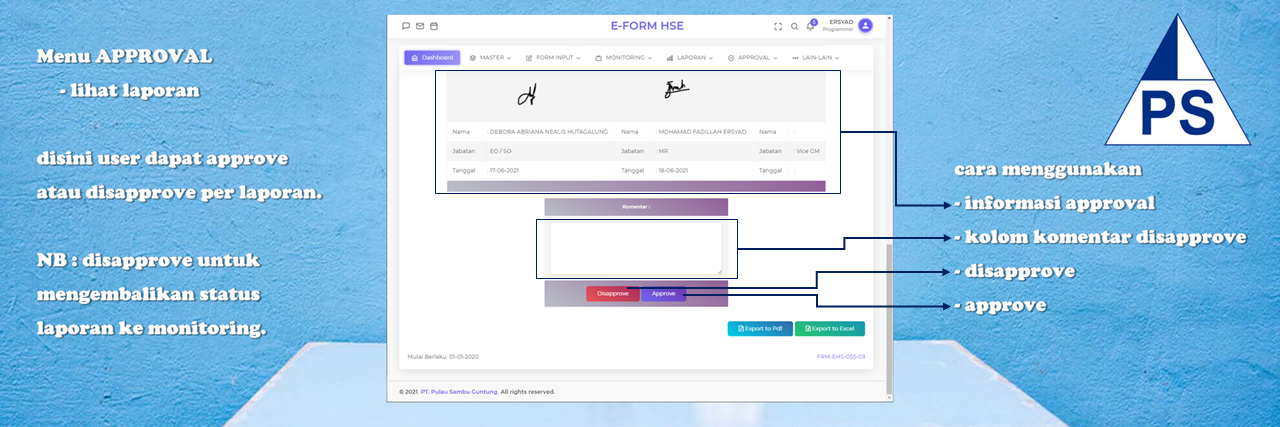 Menu APPROVAL
- lihat laporan
disini user dapat approve
atau disapprove per laporan.
NB : disapprove untuk
mengembalikan status
laporan ke monitoring.
E-FORM HSE
5
ERSYAD
Programmer
Dashboard MASTER FORM INPUT MONITORING LAPORAN APPROVAL LAIN-LAIN
Nama : DEBORA ABRIANA NEALIS HUTAGALUNG Nama : MOHAMAD FADILLAH ERSYAD Nama :
Jabatan : EO / SO Jabatan : MR Jabatan : Vice GM
Tanggal : 17-06-2021 Tanggal : 18-06-2021 Tanggal :
Komentar :
Disapprove Approve
Export to Pdf Export to Excel
Mulai Berlaku: 01-01-2020 FRM-EHS-055-03
© 2021 PT. Pulau Sambu Guntung All rights reserved.
PS
cara menggunakan
- informasi approval
- kolom komentar disapprove
- disapprove
- approve